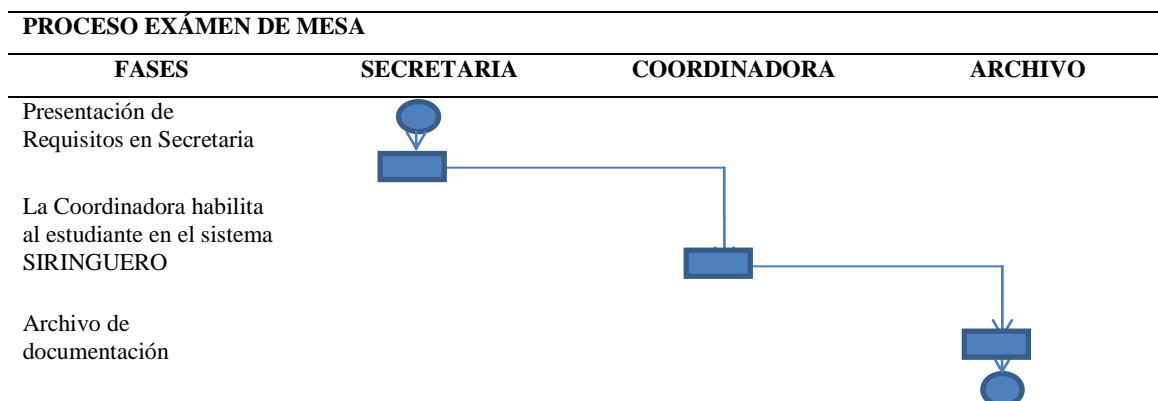 PROCESO EXÁMEN DE MESA
FASES SECRETARIA COORDINADORA ARCHIVO
Presentación de
Requisitos en Secretaria
La Coordinadora habilita
al estudiante en el sistema
SIRINGUERO
Archivo de
documentación